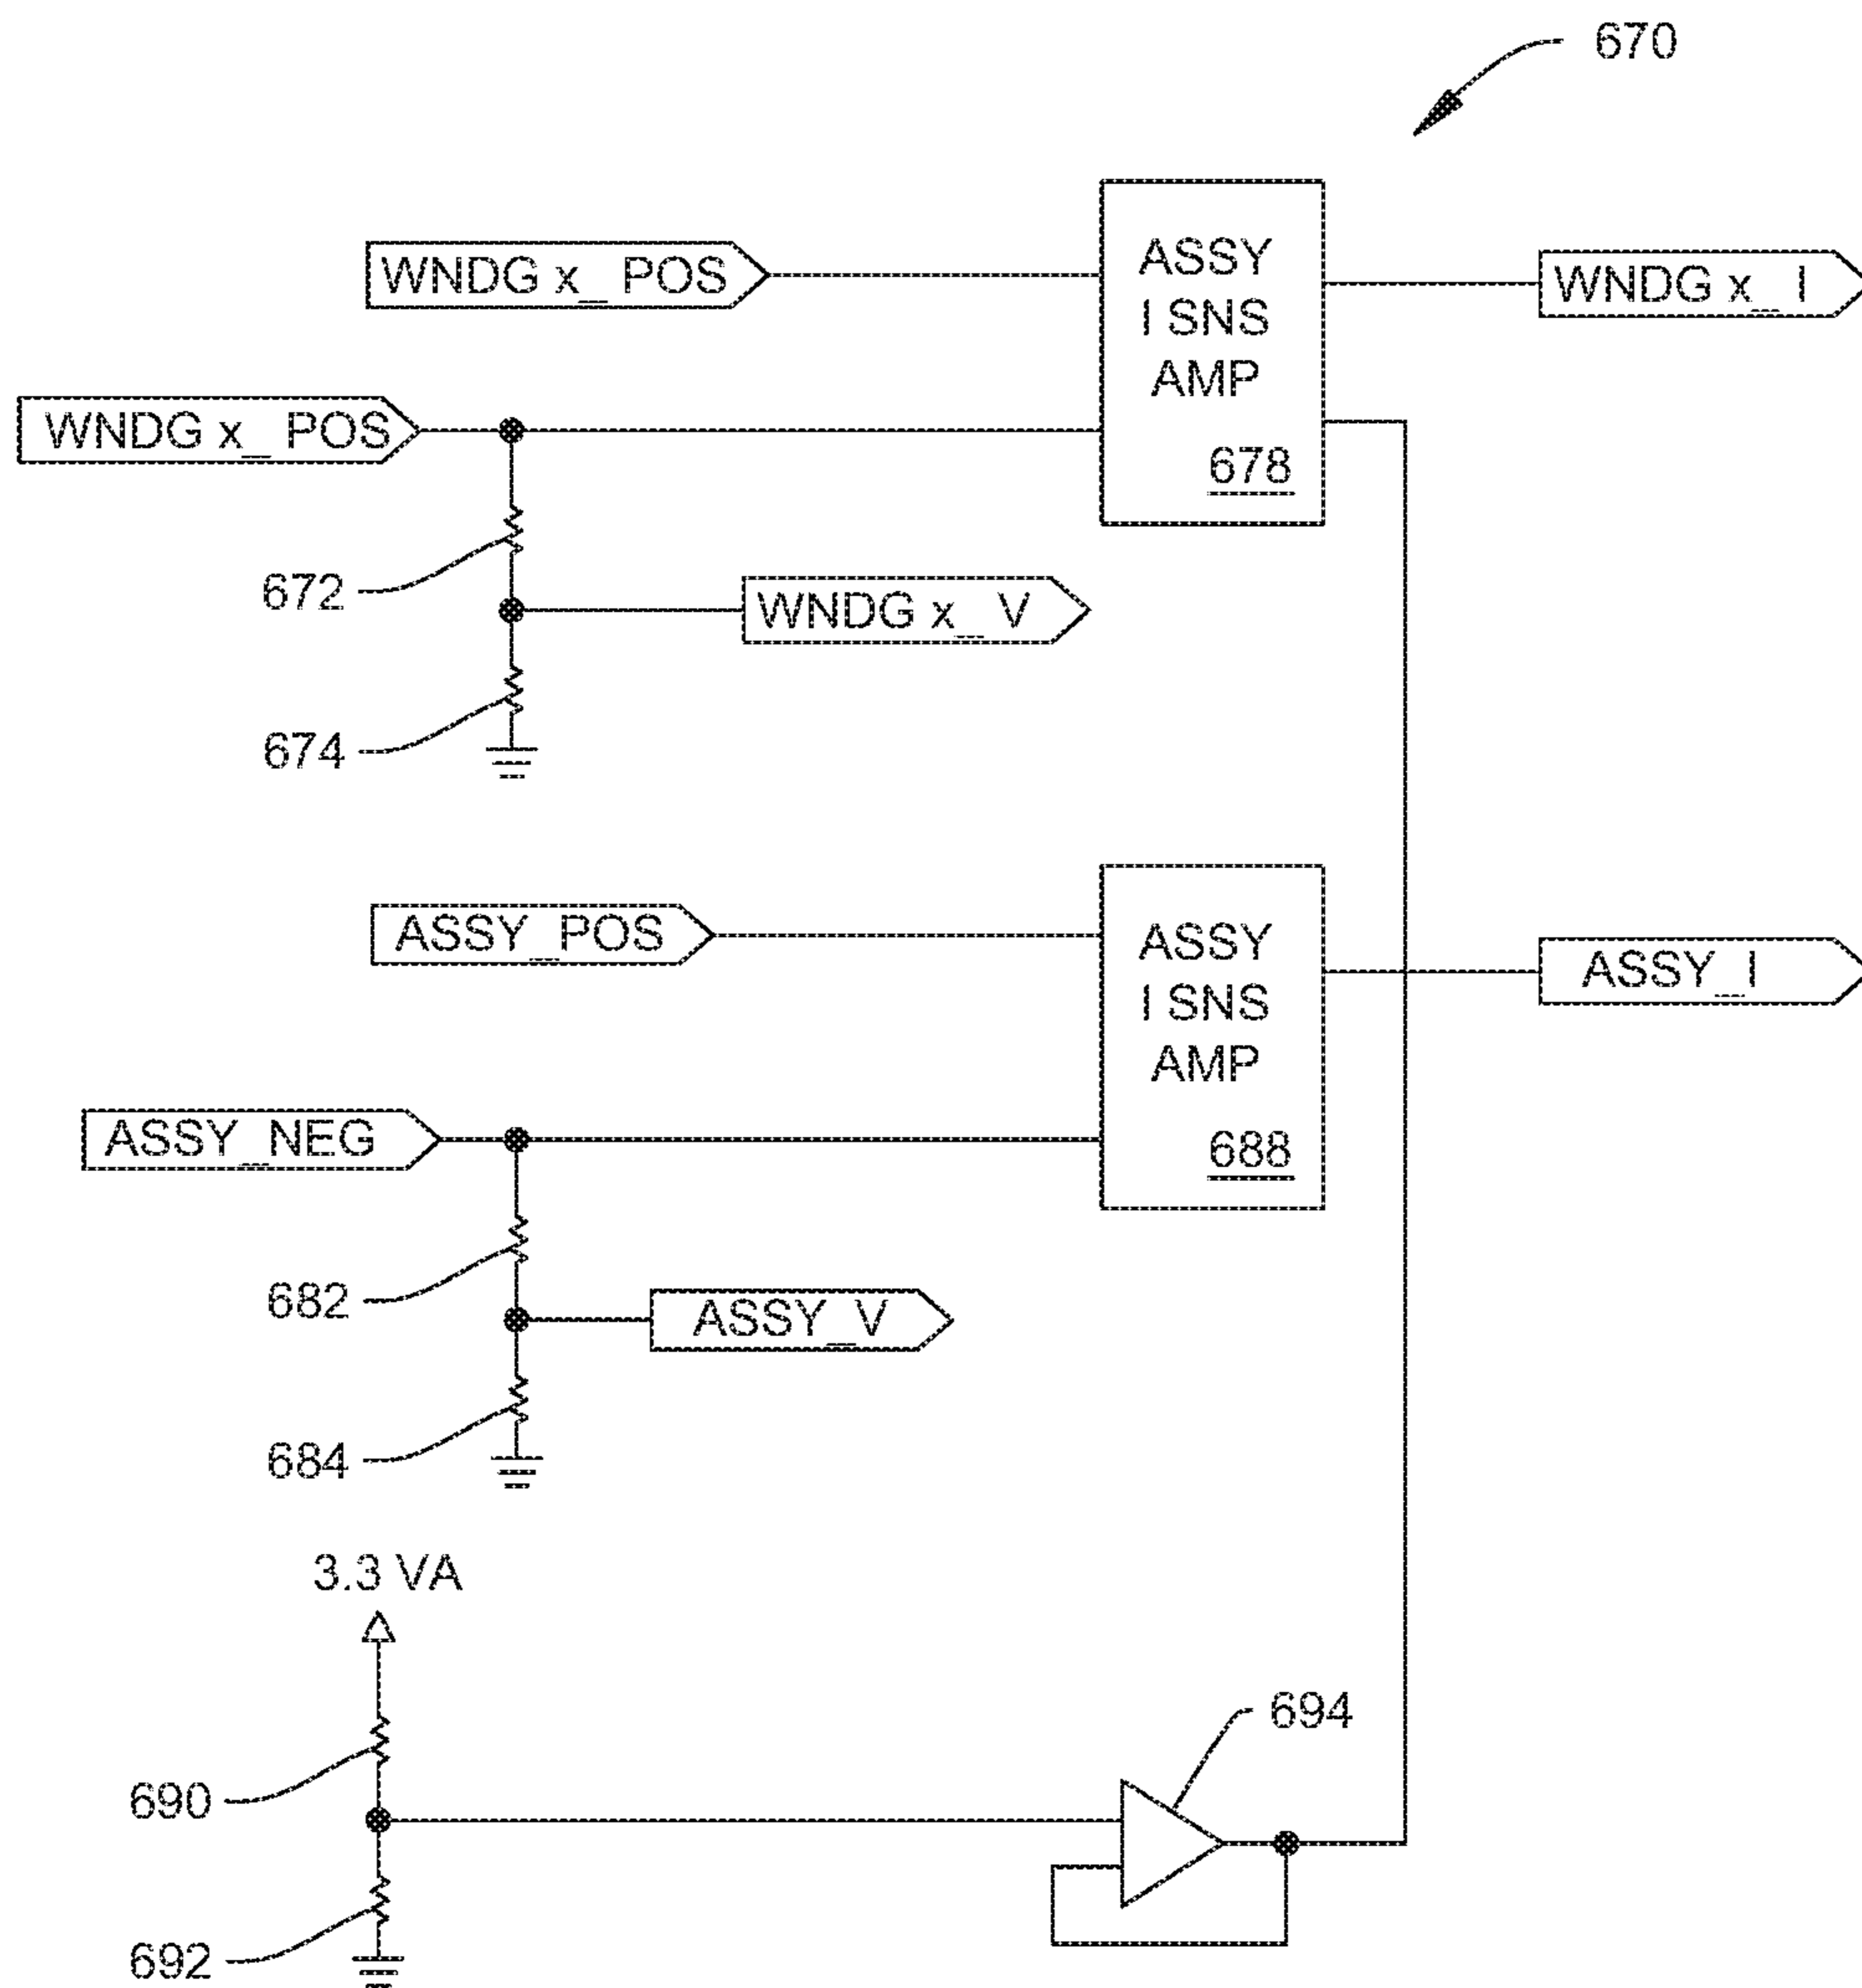 670
WNDG x_ POS
ASSY
I SNS
AMP
678
WNDG x_ I
WNDG x_ POS
672
WNDG x_ V
674
ASSY_POS
ASSY
I SNS
AMP
688
ASSY_I
ASSY_NEG
682
ASSY_V
684
3.3 VA
694
690
692